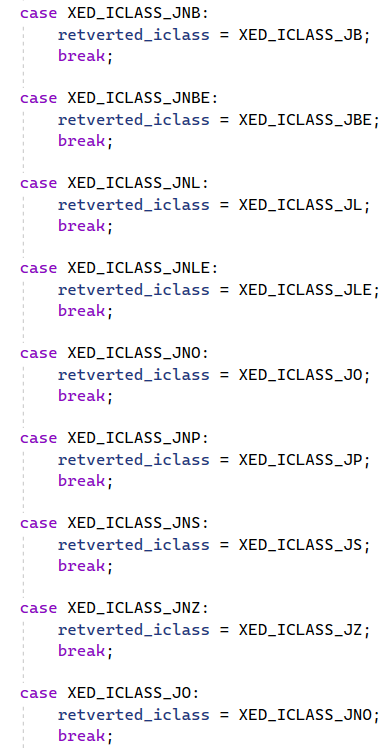 case XED_ICLASS_JNB:
retverted_iclass = XED_ICLASS_JB;
break;
case XED_ICLASS_JNBE:
retverted_iclass = XED_ICLASS_JBE;
break;
case XED_ICLASS_JNL:
retverted_iclass = XED_ICLASS_JL;
break;
case XED_ICLASS_JNLE:
retverted_iclass = XED_ICLASS_JLE;
break;
case XED_ICLASS_JNO:
retverted_iclass = XED_ICLASS_JO;
break;
case XED_ICLASS_JNP:
retverted_iclass = XED_ICLASS_JP;
break;
case XED_ICLASS_JNS:
retverted_iclass = XED_ICLASS_JS;
break;
case XED_ICLASS_JNZ:
retverted_iclass = XED_ICLASS_JZ;
break;
case XED_ICLASS_JO:
retverted_iclass = XED_ICLASS_JNO;
break;